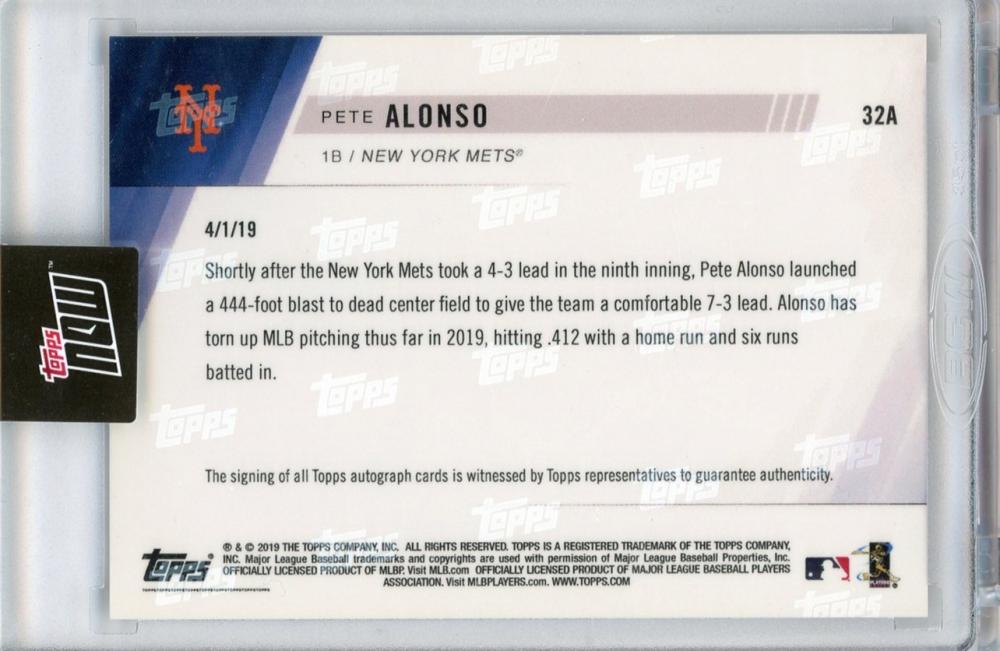 PETE ALONSO
32A
1B / NEW YORK METS®
4/1/19
Shortly after the New York Mets took a 4-3 lead in the ninth inning, Pete Alonso launched
a 444-foot blast to dead center field to give the team a comfortable 7-3 lead. Alonso has
torn up MLB pitching thus far in 2019, hitting .412 with a home run and six runs
batted in.
topps NOW™
The signing of all Topps autograph cards is witnessed by Topps representatives to guarantee authenticity.
topps®
® & © 2019 THE TOPPS COMPANY, INC. ALL RIGHTS RESERVED. TOPPS IS A REGISTERED TRADEMARK OF THE TOPPS COMPANY,
INC. Major League Baseball trademarks and copyrights are used with permission of Major League Baseball Properties, Inc.
OFFICIALLY LICENSED PRODUCT OF MLBP. Visit MLB.com OFFICIALLY LICENSED PRODUCT OF MAJOR LEAGUE BASEBALL PLAYERS
ASSOCIATION. Visit MLBPLAYERS.com. WWW.TOPPS.COM